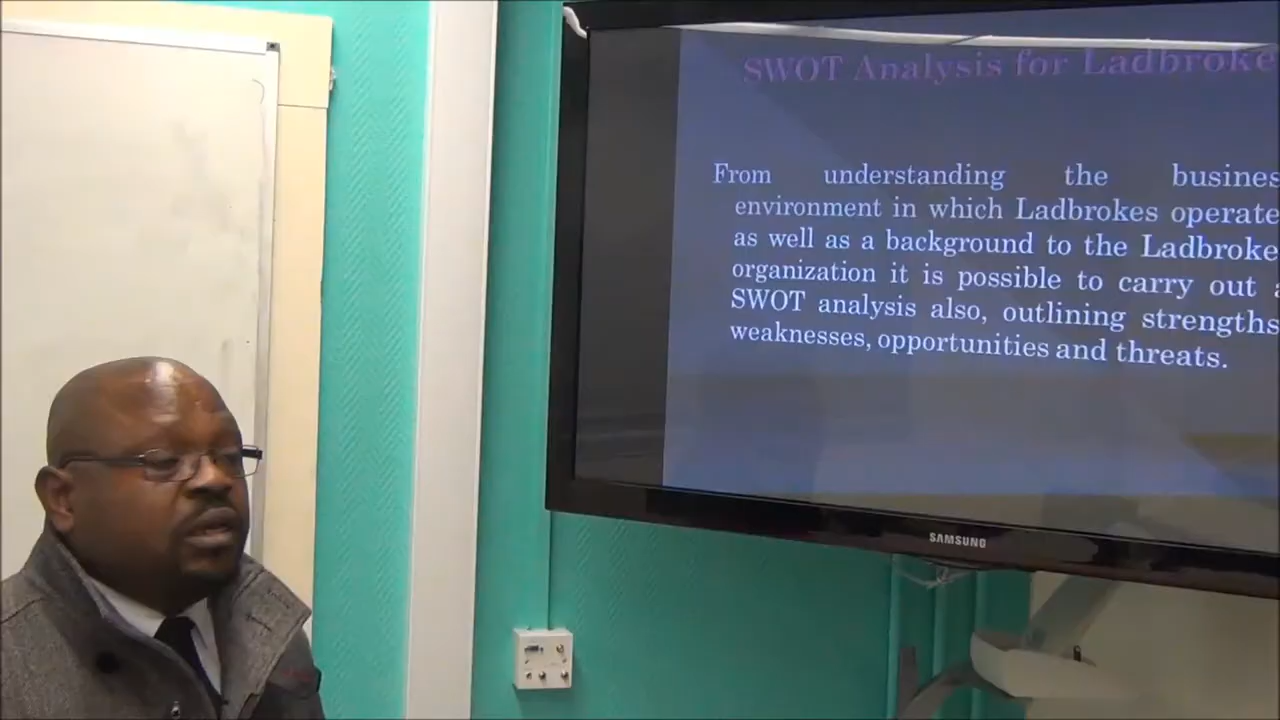 SWOT Analysis for Ladbroke
From understanding the busines
environment in which Ladbrokes operate
as well as a background to the Ladbroke
organization it is possible to carry out a
SWOT analysis also, outlining strengths
weaknesses, opportunities and threats.
SAMSUNG